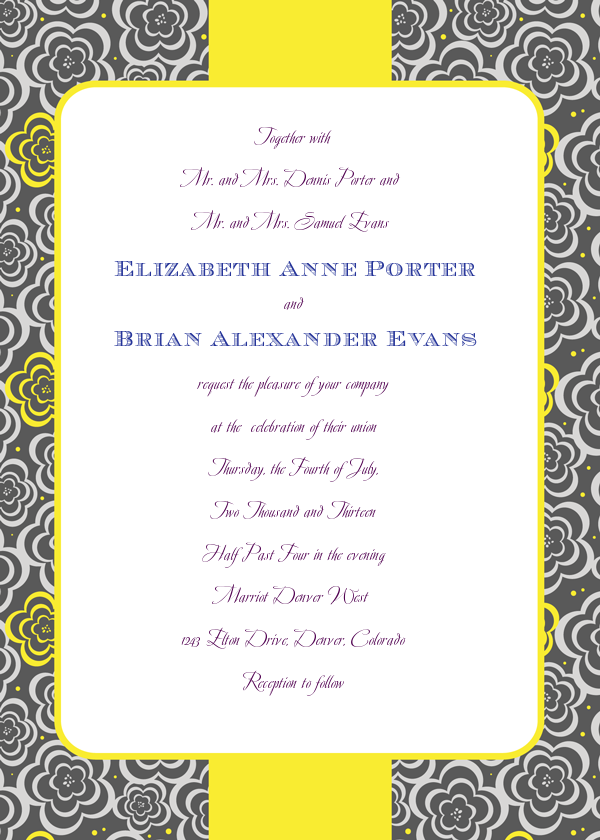 Together with
Mr. and Mrs. Dennis Porter and
Mr. and Mrs. Samuel Evans
Elizabeth Anne Porter
and
Brian Alexander Evans
request the pleasure of your company
at the celebration of their union
Thursday, the Fourth of July,
Two Thousand and Thirteen
Half Past Four in the evening
Marriot Denver West
1243 Elton Drive, Denver, Colorado
Reception to follow